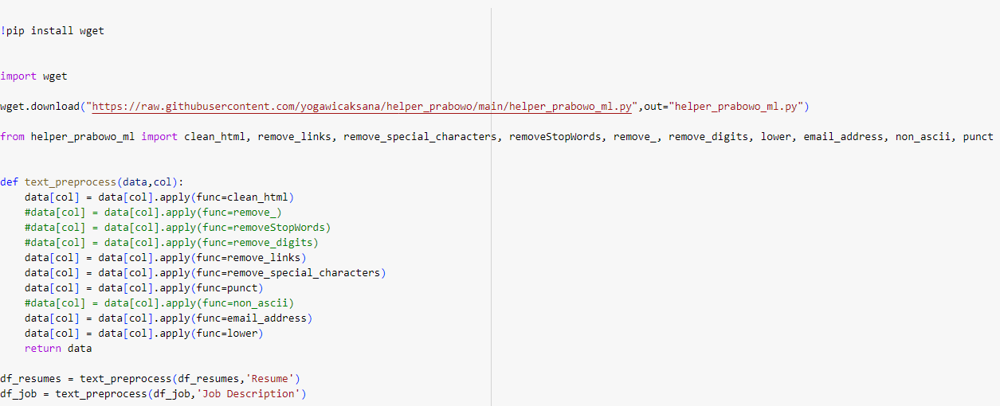 !pip install wget
import wget
wget.download("https://raw.githubusercontent.com/yogawicaksana/helper_prabowo/main/helper_prabowo_ml.py",out="helper_prabowo_ml.py")
from helper_prabowo_ml import clean_html, remove_links, remove_special_characters, removeStopWords, remove_, remove_digits, lower, email_address, non_ascii, punct
def text_preprocess(data,col):
    data[col] = data[col].apply(func=clean_html)
    #data[col] = data[col].apply(func=remove_)
    #data[col] = data[col].apply(func=removeStopWords)
    #data[col] = data[col].apply(func=remove_digits)
    data[col] = data[col].apply(func=remove_links)
    data[col] = data[col].apply(func=remove_special_characters)
    data[col] = data[col].apply(func=punct)
    #data[col] = data[col].apply(func=non_ascii)
    data[col] = data[col].apply(func=email_address)
    data[col] = data[col].apply(func=lower)
    return data
df_resumes = text_preprocess(df_resumes,'Resume')
df_job = text_preprocess(df_job,'Job Description')